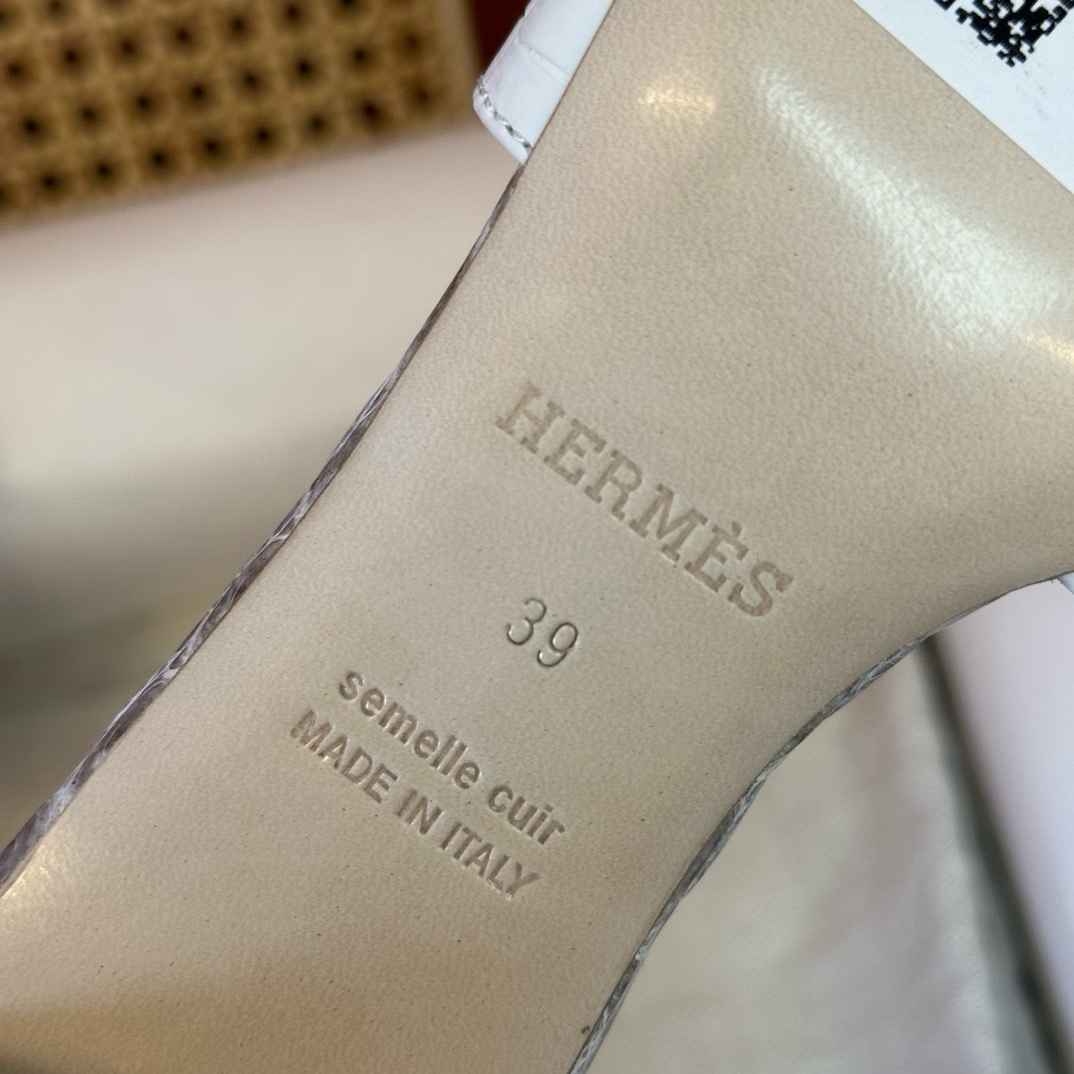 HERMÈS
39
semelle cuir
MADE IN ITALY